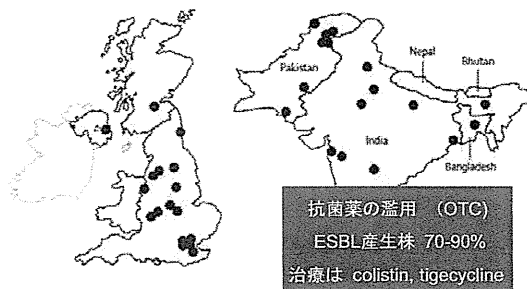 Nepal
Bhutan
Pakistan
India
Bangladesh
抗菌薬の濫用 (OTC)
ESBL産生株 70-90%
治療は colistin, tigecycline